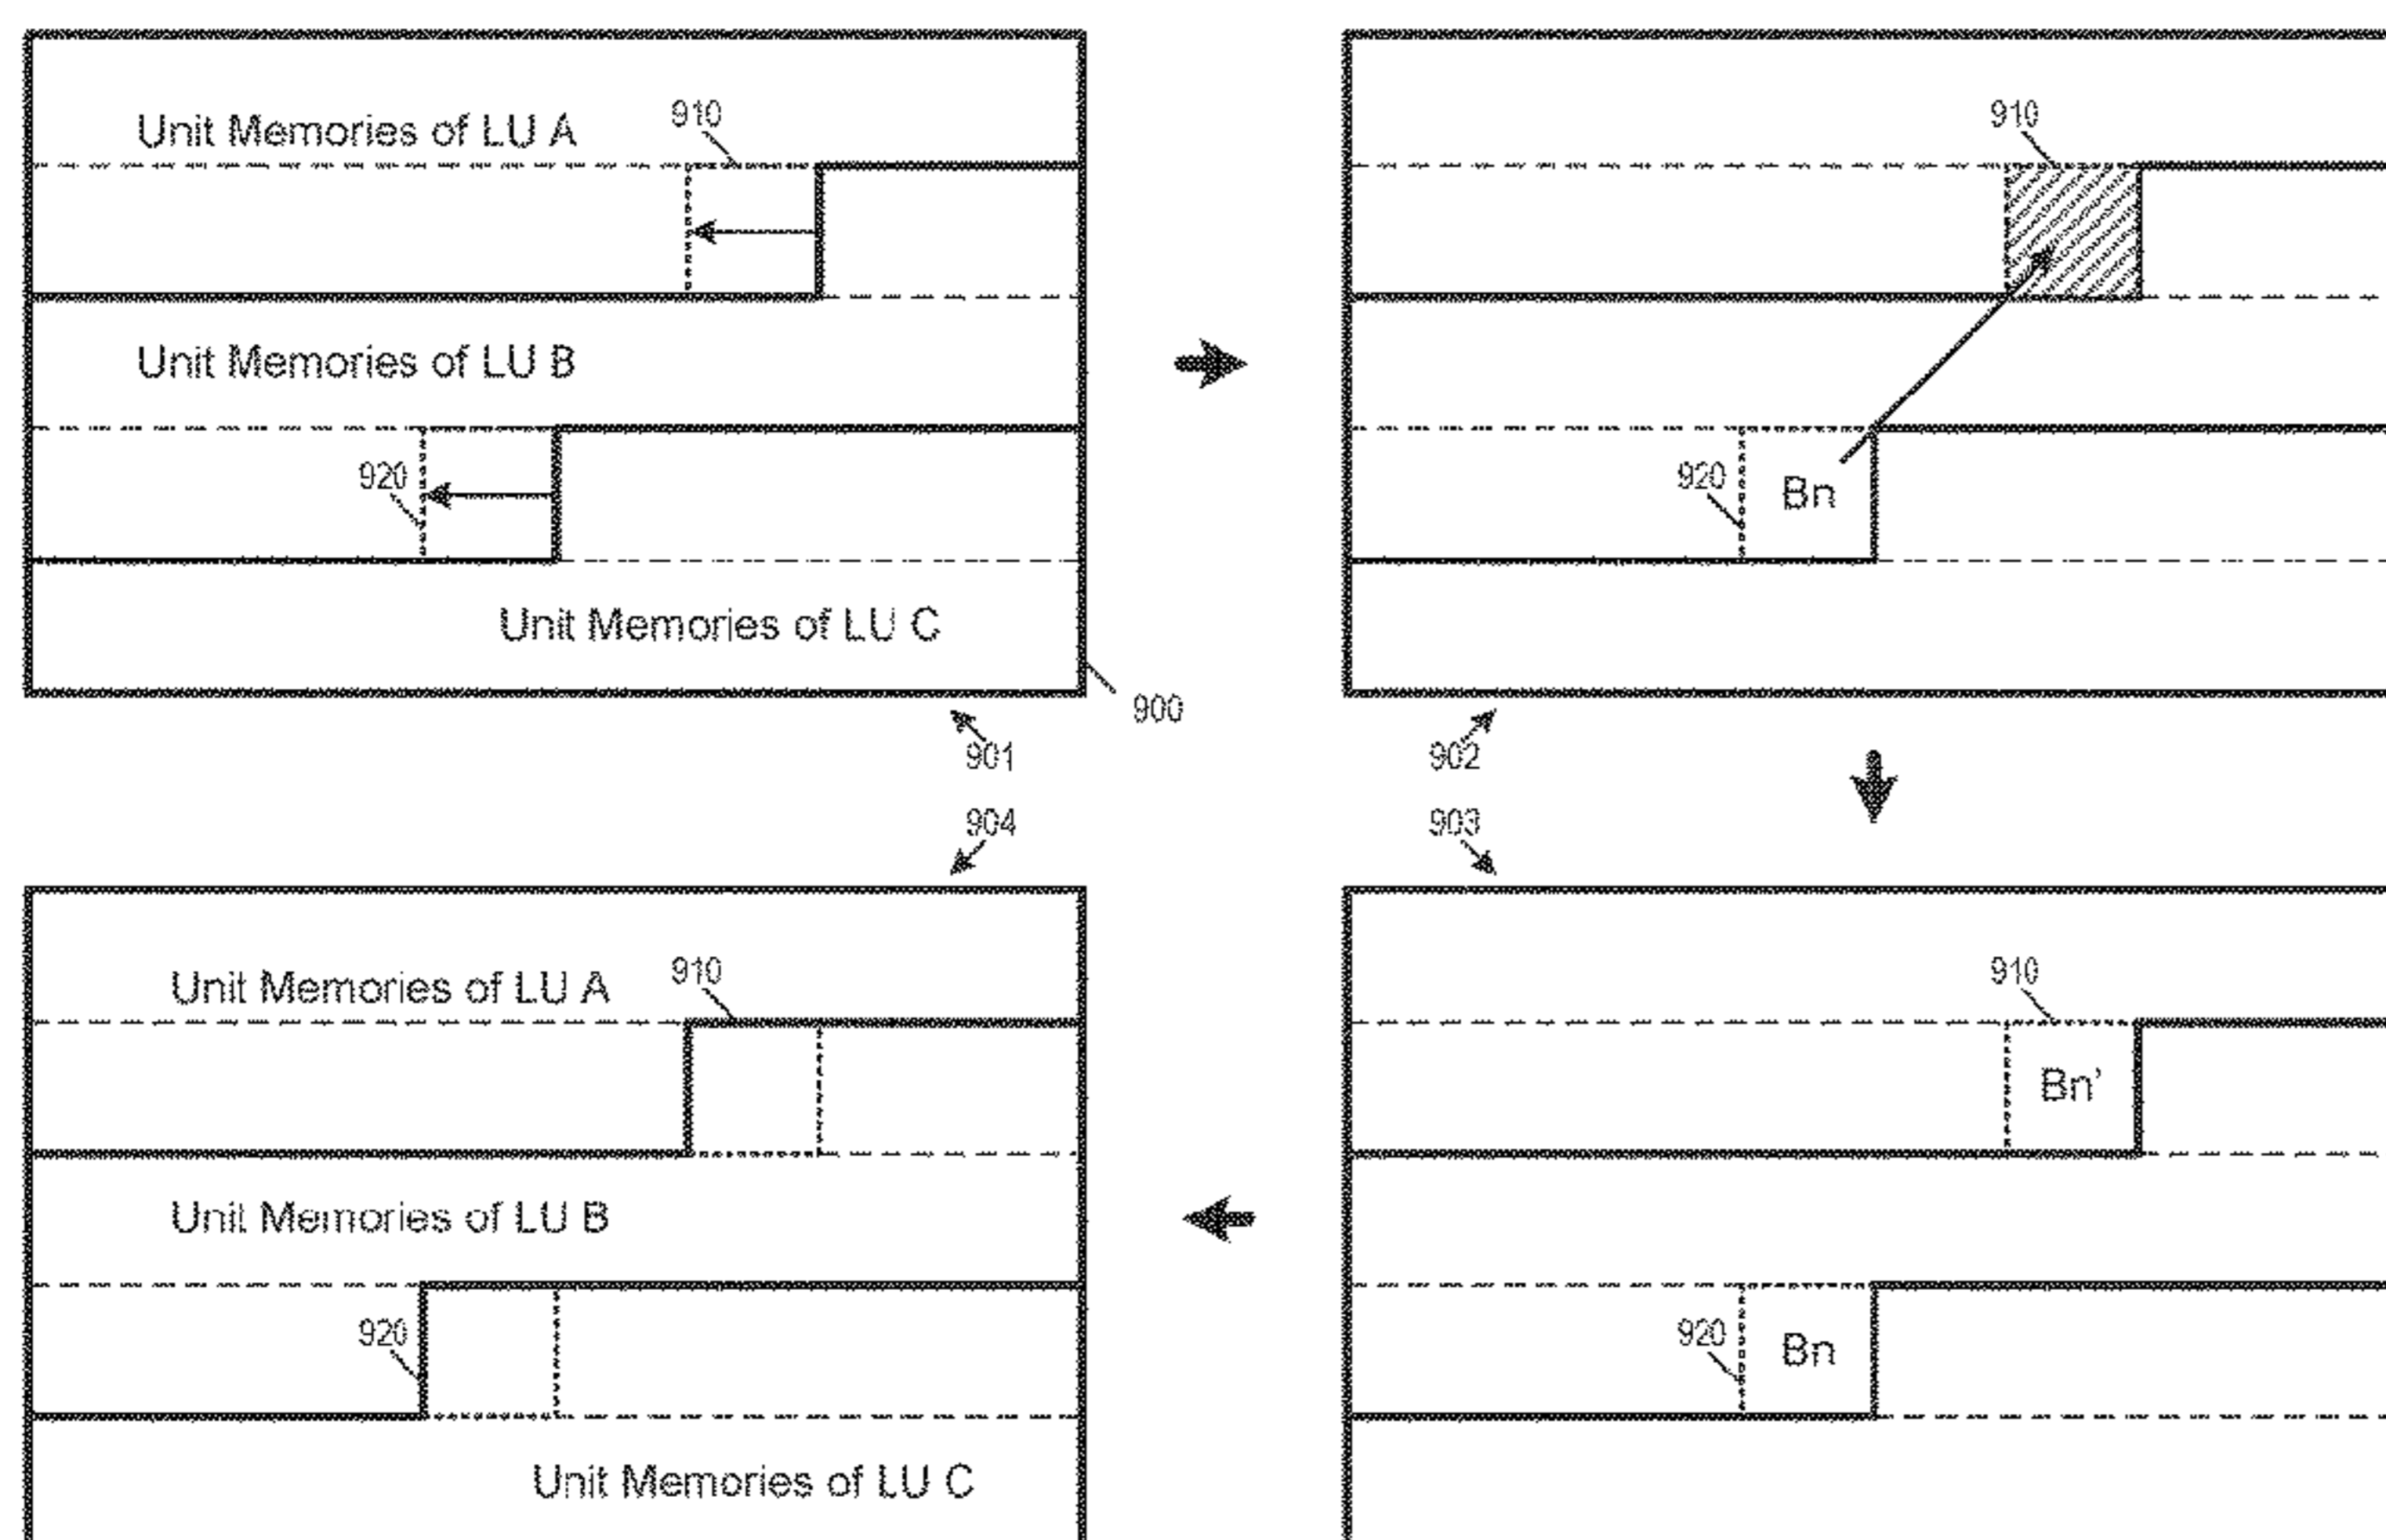 Unit Memories of LU A
910
Unit Memories of LU B
920
Unit Memories of LU C
900
901
910
920
Bn
902
904
903
Unit Memories of LU A
910
Unit Memories of LU B
920
Unit Memories of LU C
910
Bn'
920
Bn